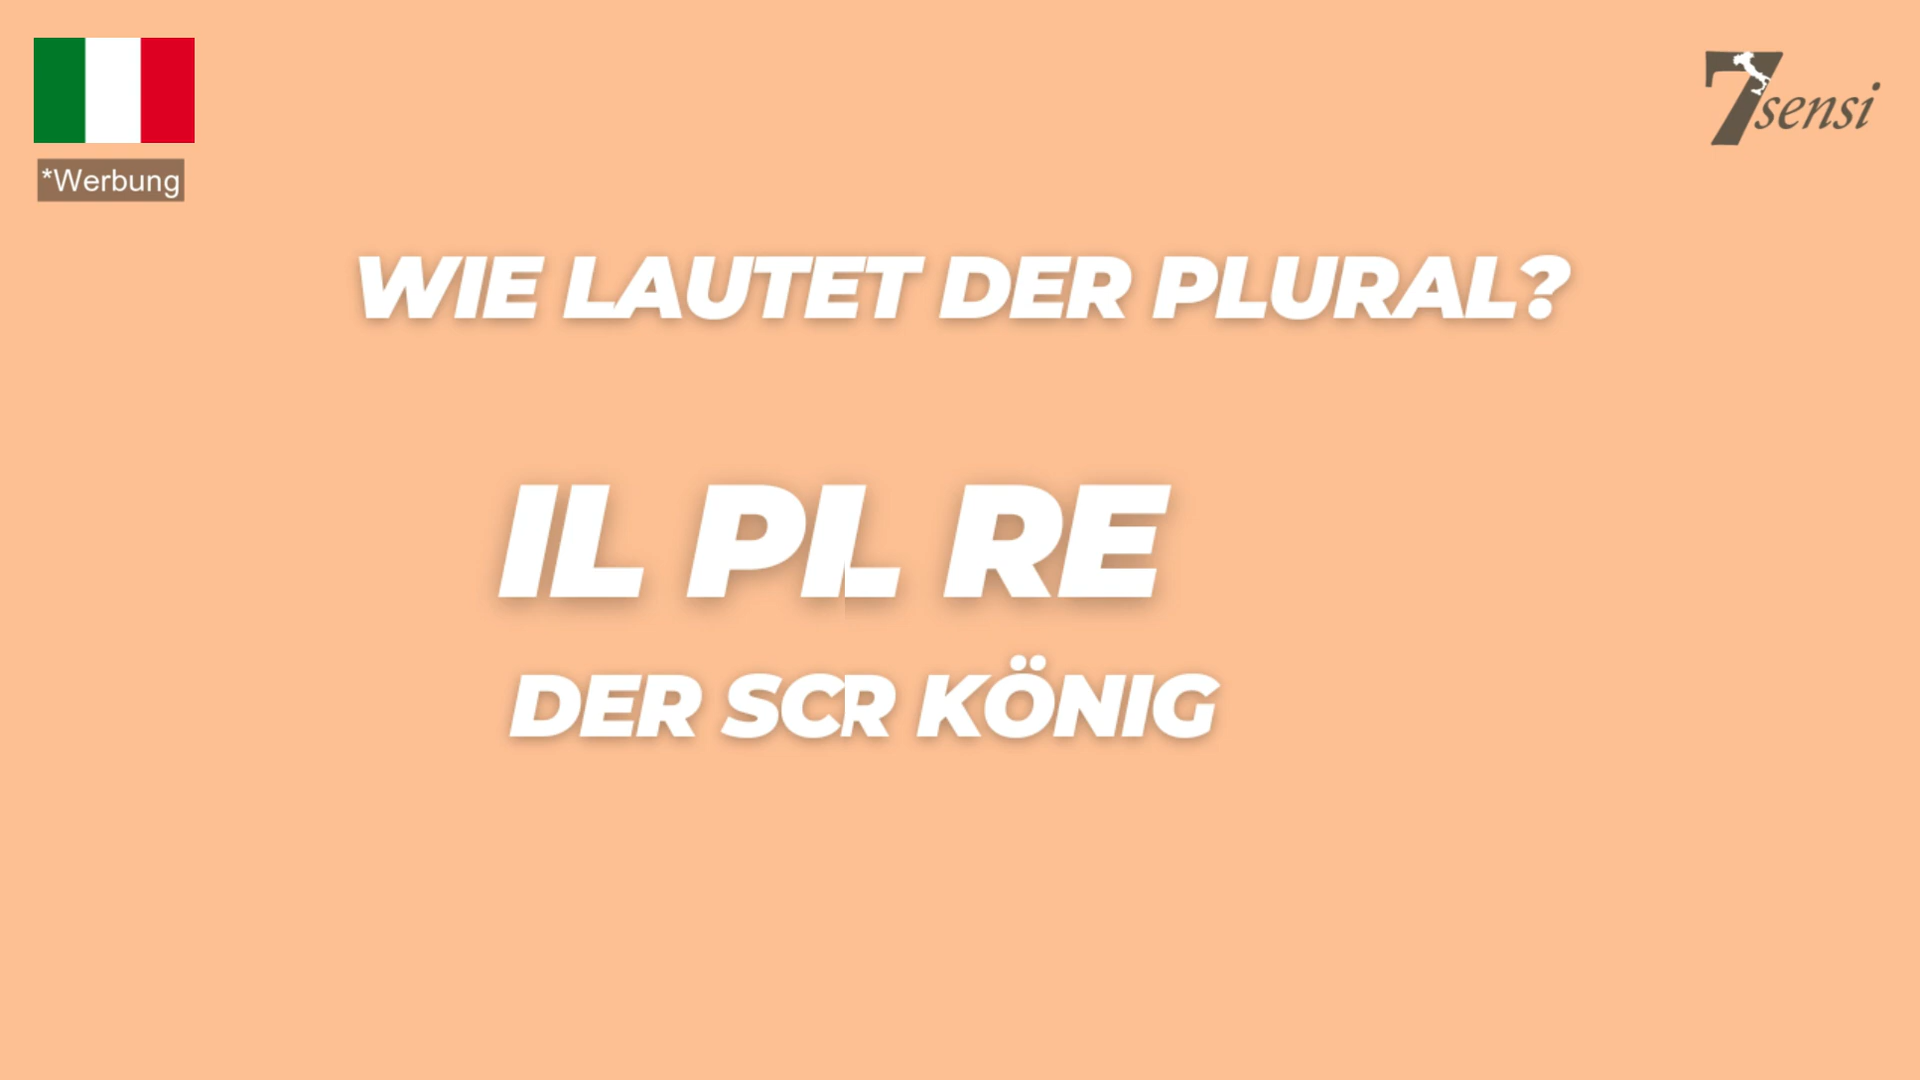 *Werbung
7sensi
WIE LAUTET DER PLURAL?
IL PL RE
DER SCR KÖNIG